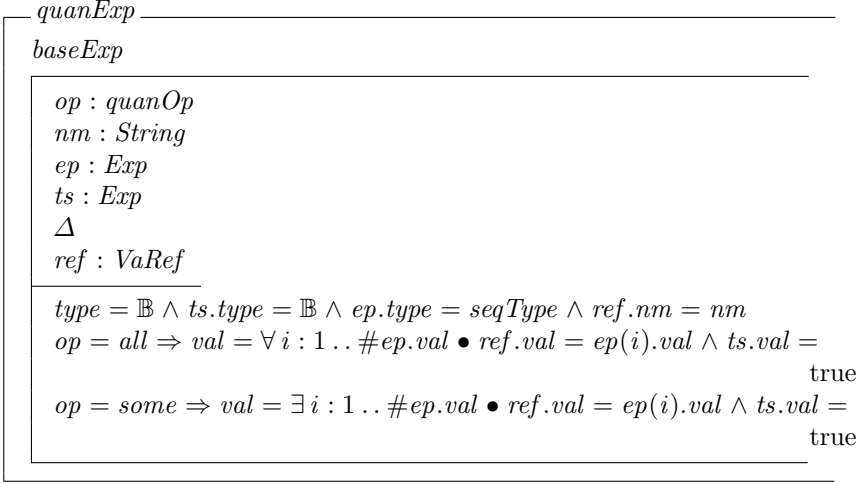 quanExp
baseExp
op : quanOp
nm : String
ep : Exp
ts : Exp
Δ
ref : VaRef
type = 𝔹 ∧ ts.type = 𝔹 ∧ ep.type = seqType ∧ ref.nm = nm
op = all ⇒ val = ∀ i : 1 . . #ep.val • ref.val = ep(i).val ∧ ts.val =
true
op = some ⇒ val = ∃ i : 1 . . #ep.val • ref.val = ep(i).val ∧ ts.val =
true